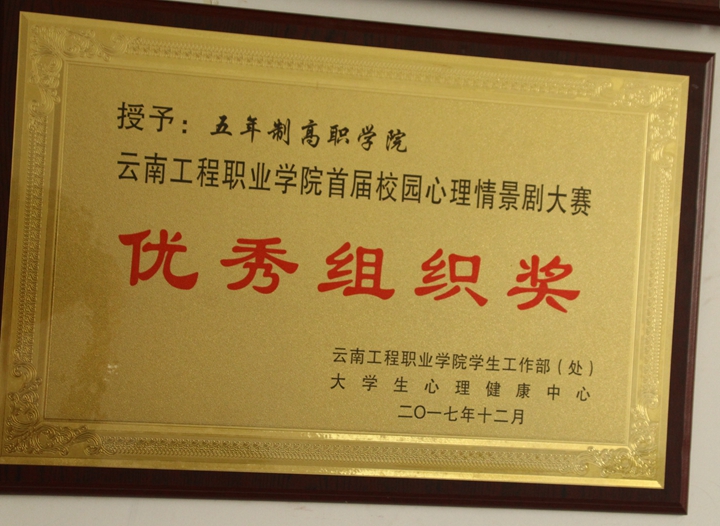 授予：五年制高职学院
云南工程职业学院首届校园心理情景剧大赛
优秀组织奖
云南工程职业学院学生工作部（处）
大学生心理健康中心
二〇一七年十二月